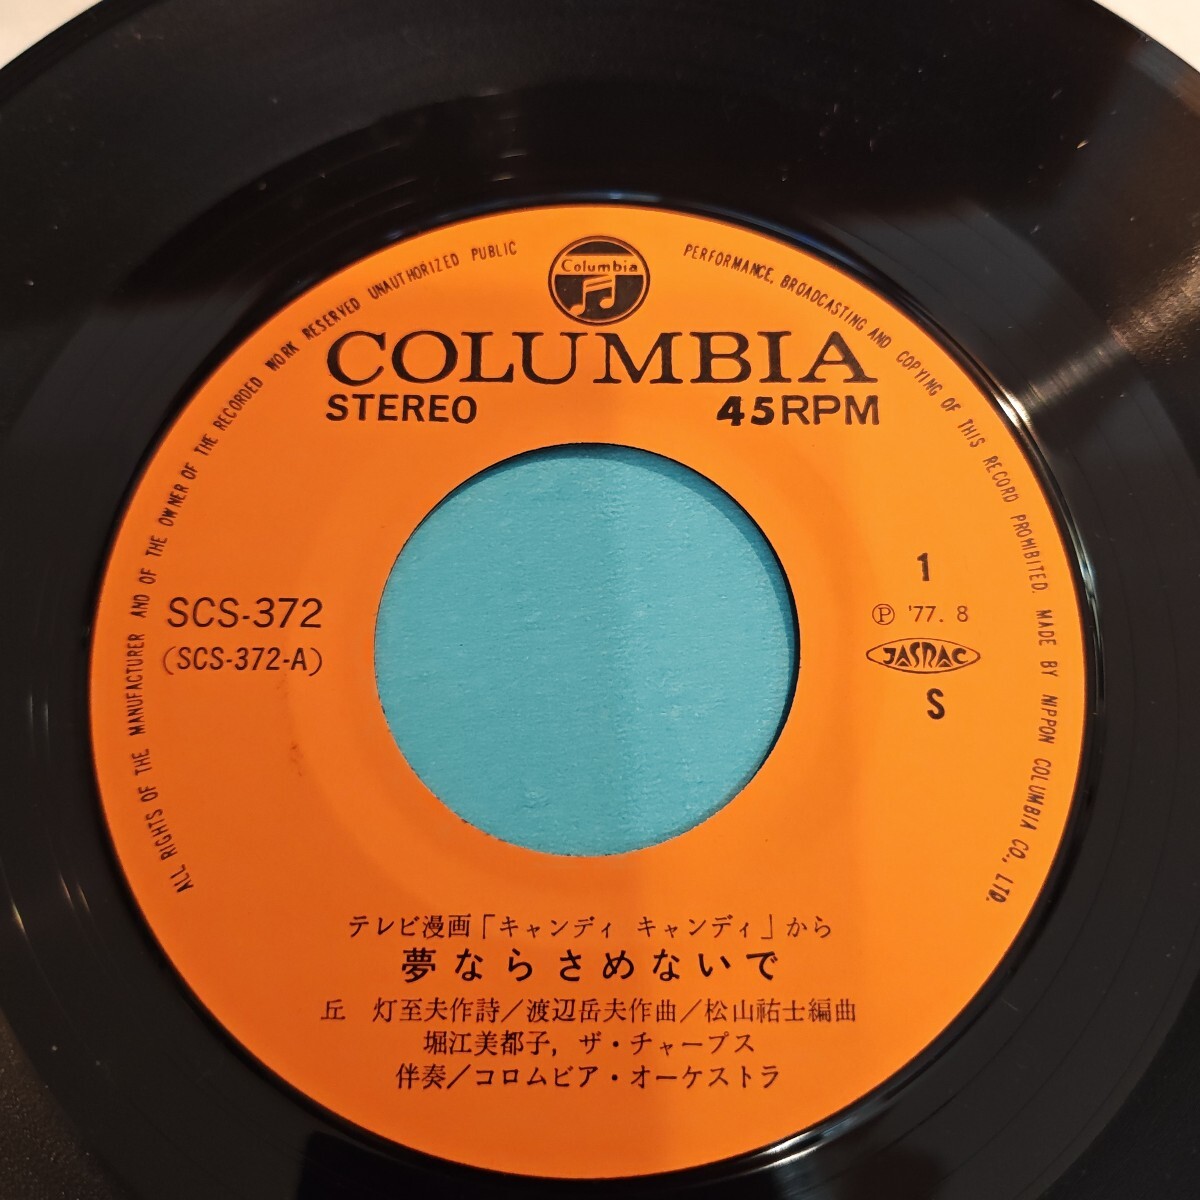 Columbia
COLUMBIA
STEREO 45RPM
ALL RIGHTS OF THE MANUFACTURER AND OF THE OWNER OF THE RECORDED WORK RESERVED UNAUTHORIZED PUBLIC PERFORMANCE, BROADCASTING AND COPYING OF THIS RECORD PROHIBITED. MADE BY NIPPON COLUMBIA CO., LTD.
SCS-372
(SCS-372-A)
1
Ⓟ '77. 8
JASRAC
S
テレビ漫画「キャンディ キャンディ」から
夢ならさめないで
丘 灯至夫作詩/渡辺岳夫作曲/松山祐士編曲
堀江美都子, ザ・チャープス
伴奏/コロムビア・オーケストラ